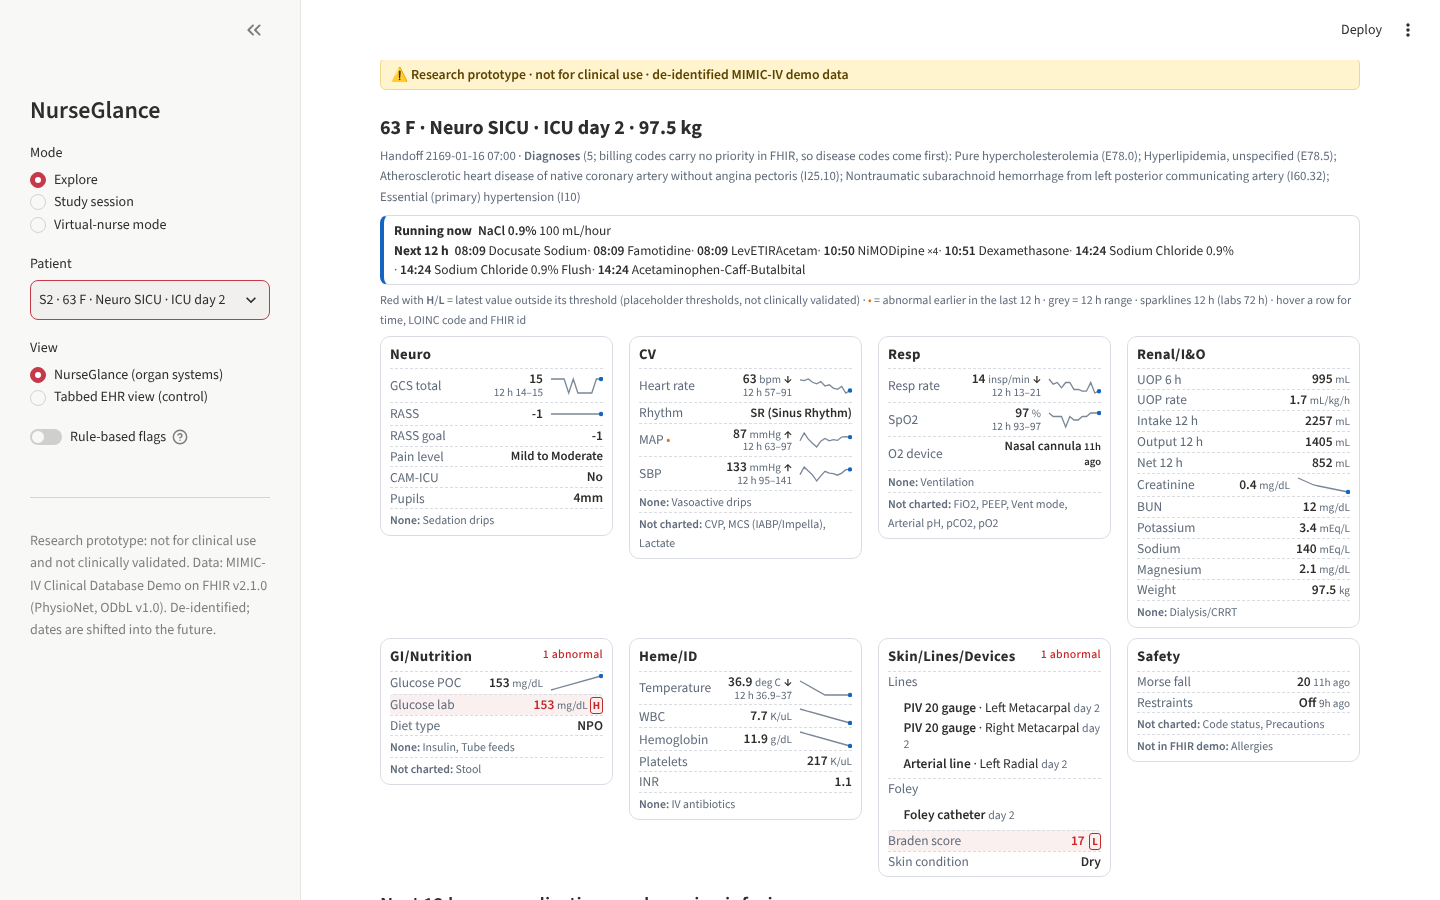 Deploy
NurseGlance
Mode
Explore
Study session
Virtual-nurse mode
Patient
S2 · 63 F · Neuro SICU · ICU day 2
View
NurseGlance (organ systems)
Tabbed EHR view (control)
Rule-based flags
Research prototype: not for clinical use
and not clinically validated. Data: MIMIC-
IV Clinical Database Demo on FHIR v2.1.0
(PhysioNet, ODbL v1.0). De-identified;
dates are shifted into the future.
⚠️ Research prototype · not for clinical use · de-identified MIMIC-IV demo data
63 F · Neuro SICU · ICU day 2 · 97.5 kg
Handoff 2169-01-16 07:00 · Diagnoses (5; billing codes carry no priority in FHIR, so disease codes come first): Pure hypercholesterolemia (E78.0); Hyperlipidemia, unspecified (E78.5);
Atherosclerotic heart disease of native coronary artery without angina pectoris (I25.10); Nontraumatic subarachnoid hemorrhage from left posterior communicating artery (I60.32);
Essential (primary) hypertension (I10)
Running now NaCl 0.9% 100 mL/hour
Next 12 h 08:09 Docusate Sodium· 08:09 Famotidine· 08:09 LevETIRAcetam· 10:50 NiMODipine ×4· 10:51 Dexamethasone· 14:24 Sodium Chloride 0.9%
· 14:24 Sodium Chloride 0.9% Flush· 14:24 Acetaminophen-Caff-Butalbital
Red with H/L = latest value outside its threshold (placeholder thresholds, not clinically validated) · • = abnormal earlier in the last 12 h · grey = 12 h range · sparklines 12 h (labs 72 h) · hover a row for
time, LOINC code and FHIR id
Neuro
GCS total 15
12 h 14–15
RASS -1
RASS goal -1
Pain level Mild to Moderate
CAM-ICU No
Pupils 4mm
None: Sedation drips
CV
Heart rate 63 bpm ↓
12 h 57–91
Rhythm SR (Sinus Rhythm)
MAP • 87 mmHg ↑
12 h 63–97
SBP 133 mmHg ↑
12 h 95–141
None: Vasoactive drips
Not charted: CVP, MCS (IABP/Impella),
Lactate
Resp
Resp rate 14 insp/min ↓
12 h 13–21
SpO2 97 %
12 h 93–97
O2 device Nasal cannula 11h
ago
None: Ventilation
Not charted: FiO2, PEEP, Vent mode,
Arterial pH, pCO2, pO2
Renal/I&O
UOP 6 h 995 mL
UOP rate 1.7 mL/kg/h
Intake 12 h 2257 mL
Output 12 h 1405 mL
Net 12 h 852 mL
Creatinine 0.4 mg/dL
BUN 12 mg/dL
Potassium 3.4 mEq/L
Sodium 140 mEq/L
Magnesium 2.1 mg/dL
Weight 97.5 kg
None: Dialysis/CRRT
GI/Nutrition 1 abnormal
Glucose POC 153 mg/dL
Glucose lab 153 mg/dL H
Diet type NPO
None: Insulin, Tube feeds
Not charted: Stool
Heme/ID
Temperature 36.9 deg C ↓
12 h 36.9–37
WBC 7.7 K/uL
Hemoglobin 11.9 g/dL
Platelets 217 K/uL
INR 1.1
None: IV antibiotics
Skin/Lines/Devices 1 abnormal
Lines
PIV 20 gauge · Left Metacarpal day 2
PIV 20 gauge · Right Metacarpal day
2
Arterial line · Left Radial day 2
Foley
Foley catheter day 2
Braden score 17 L
Skin condition Dry
Safety
Morse fall 20 11h ago
Restraints Off 9h ago
Not charted: Code status, Precautions
Not in FHIR demo: Allergies